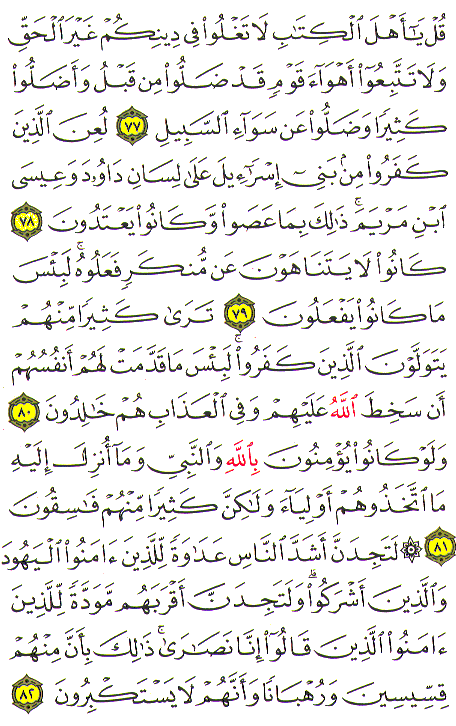 قُلْ يَـٰٓأَهْلَ ٱلْكِتَـٰبِ لَا تَغْلُوا۟ فِى دِينِكُمْ غَيْرَ ٱلْحَقِّ
وَلَا تَتَّبِعُوٓا۟ أَهْوَآءَ قَوْمٍ قَدْ ضَلُّوا۟ مِن قَبْلُ وَأَضَلُّوا۟
كَثِيرًا وَضَلُّوا۟ عَن سَوَآءِ ٱلسَّبِيلِ ٧٧ لُعِنَ ٱلَّذِينَ
كَفَرُوا۟ مِنۢ بَنِىٓ إِسْرَٰٓءِيلَ عَلَىٰ لِسَانِ دَاوُۥدَ وَعِيسَى
ٱبْنِ مَرْيَمَ ۚ ذَٰلِكَ بِمَا عَصَوا۟ وَّكَانُوا۟ يَعْتَدُونَ ٧٨
كَانُوا۟ لَا يَتَنَاهَوْنَ عَن مُّنكَرٍ فَعَلُوهُ ۚ لَبِئْسَ
مَا كَانُوا۟ يَفْعَلُونَ ٧٩ تَرَىٰ كَثِيرًا مِّنْهُمْ
يَتَوَلَّوْنَ ٱلَّذِينَ كَفَرُوا۟ ۚ لَبِئْسَ مَا قَدَّمَتْ لَهُمْ أَنفُسُهُمْ
أَن سَخِطَ ٱللَّهُ عَلَيْهِمْ وَفِى ٱلْعَذَابِ هُمْ خَـٰلِدُونَ ٨٠
وَلَوْ كَانُوا۟ يُؤْمِنُونَ بِٱللَّهِ وَٱلنَّبِىِّ وَمَآ أُنزِلَ إِلَيْهِ
مَا ٱتَّخَذُوهُمْ أَوْلِيَآءَ وَلَـٰكِنَّ كَثِيرًا مِّنْهُمْ فَـٰسِقُونَ
٨١ ۞ لَتَجِدَنَّ أَشَدَّ ٱلنَّاسِ عَدَٰوَةً لِّلَّذِينَ ءَامَنُوا۟ ٱلْيَهُودَ
وَٱلَّذِينَ أَشْرَكُوا۟ ۖ وَلَتَجِدَنَّ أَقْرَبَهُم مَّوَدَّةً لِّلَّذِينَ
ءَامَنُوا۟ ٱلَّذِينَ قَالُوٓا۟ إِنَّا نَصَـٰرَىٰ ۚ ذَٰلِكَ بِأَنَّ مِنْهُمْ
قِسِّيسِينَ وَرُهْبَانًا وَأَنَّهُمْ لَا يَسْتَكْبِرُونَ ٨٢